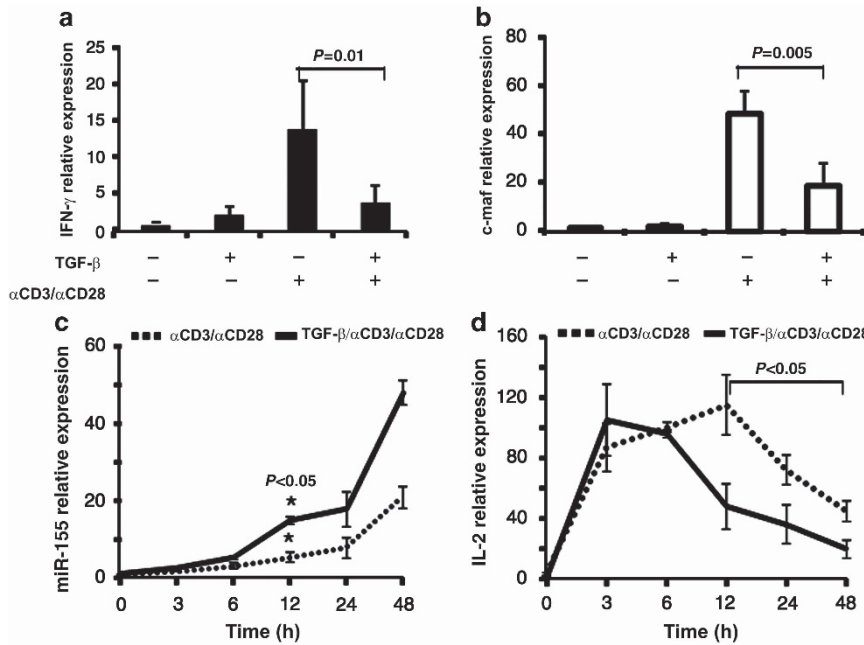 a
IFN-γ relative expression
25
20
15
10
5
0
P=0.01
b
c-maf relative expression
80
60
40
20
0
P=0.005
TGF-β – + – +
αCD3/αCD28 – – + +
– + – +
– – + +
c
αCD3/αCD28 TGF-β/αCD3/αCD28
miR-155 relative expression
60
40
20
0
P<0.05
*
*
0 3 6 12 24 48
Time (h)
d
αCD3/αCD28 TGF-β/αCD3/αCD28
IL-2 relative expression
160
120
80
40
0
P<0.05
0 3 6 12 24 48
Time (h)